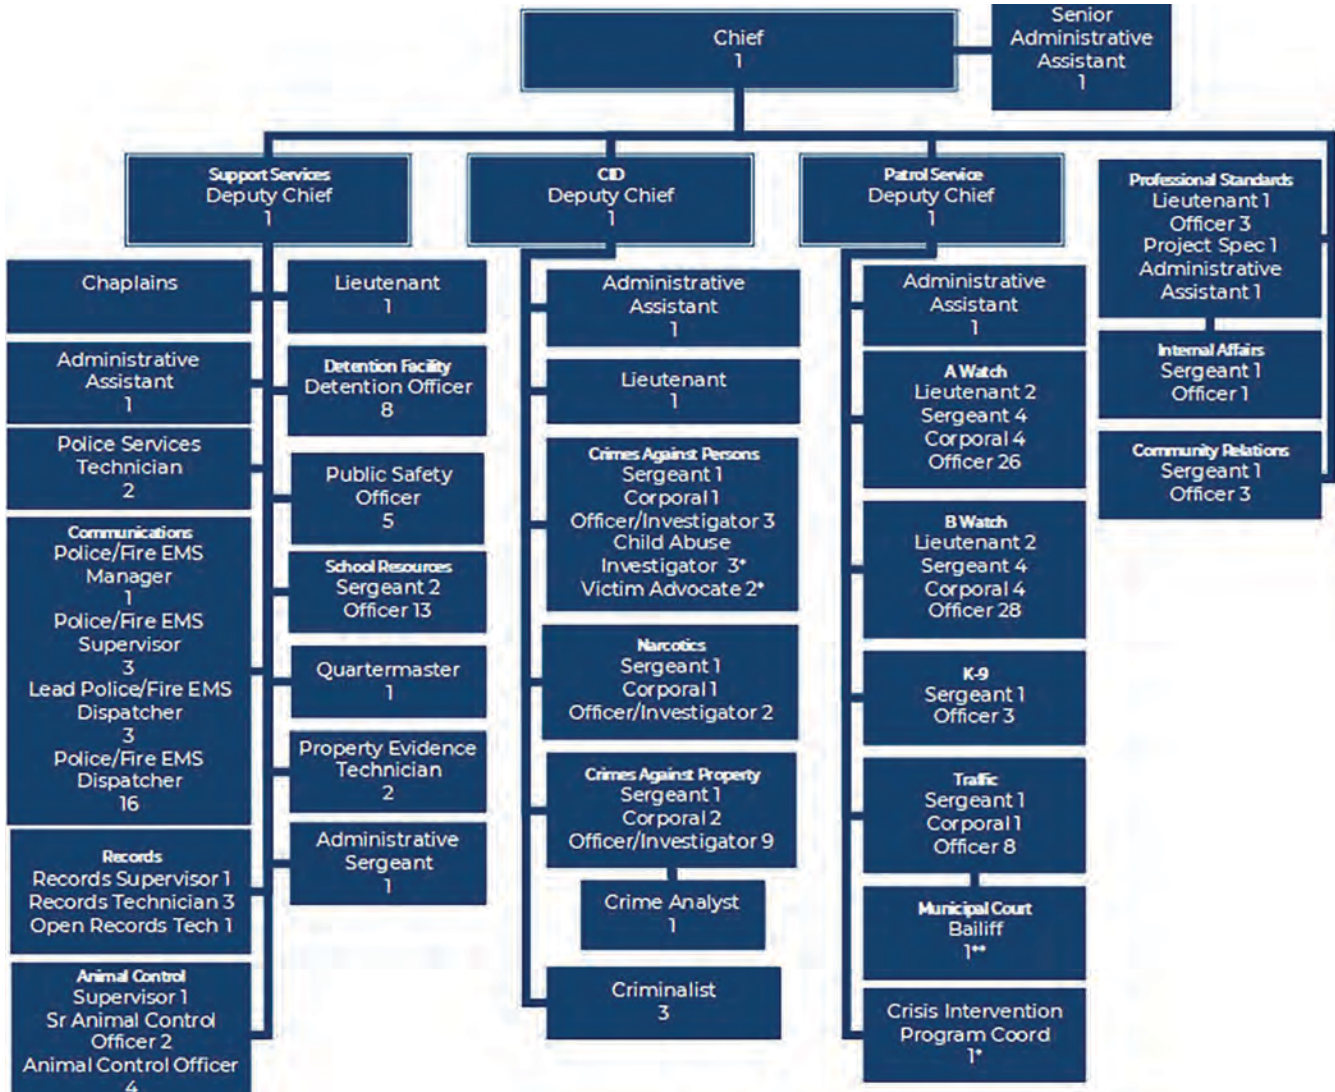 Chief
1
Senior
Administrative
Assistant
1
Support Services
Deputy Chief
1
CID
Deputy Chief
1
Patrol Service
Deputy Chief
1
Professional Standards
Lieutenant 1
Officer 3
Project Spec 1
Administrative
Assistant 1
Internal Affairs
Sergeant 1
Officer 1
Community Relations
Sergeant 1
Officer 3
Chaplains
Administrative
Assistant
1
Police Services
Technician
2
Communications
Police/Fire EMS
Manager
1
Police/Fire EMS
Supervisor
3
Lead Police/Fire EMS
Dispatcher
3
Police/Fire EMS
Dispatcher
16
Records
Records Supervisor 1
Records Technician 3
Open Records Tech 1
Animal Control
Supervisor 1
Sr Animal Control
Officer 2
Animal Control Officer
4
Lieutenant
1
Detention Facility
Detention Officer
8
Public Safety
Officer
5
School Resources
Sergeant 2
Officer 13
Quartermaster
1
Property Evidence
Technician
2
Administrative
Sergeant
1
Administrative
Assistant
1
Lieutenant
1
Crimes Against Persons
Sergeant 1
Corporal 1
Officer/Investigator 3
Child Abuse
Investigator 3*
Victim Advocate 2*
Narcotics
Sergeant 1
Corporal 1
Officer/Investigator 2
Crimes Against Property
Sergeant 1
Corporal 2
Officer/Investigator 9
Crime Analyst
1
Criminalist
3
Administrative
Assistant
1
A Watch
Lieutenant 2
Sergeant 4
Corporal 4
Officer 26
B Watch
Lieutenant 2
Sergeant 4
Corporal 4
Officer 28
K-9
Sergeant 1
Officer 3
Traffic
Sergeant 1
Corporal 1
Officer 8
Municipal Court
Bailiff
1**
Crisis Intervention
Program Coord
1*